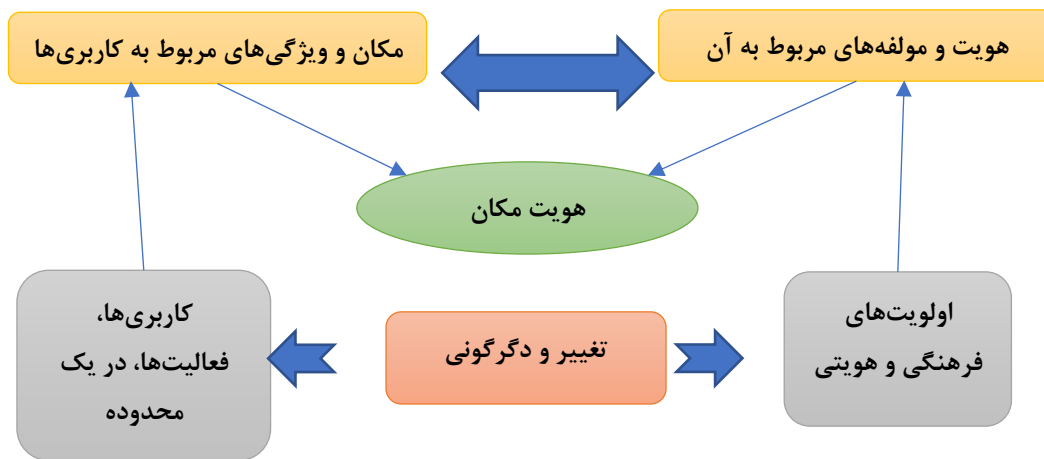 هویت و مولفه‌های مربوط به آن
مکان و ویژگی‌های مربوط به کاربری‌ها
هویت مکان
اولویت‌های
فرهنگی و هویتی
تغییر و دگرگونی
کاربری‌ها،
فعالیت‌ها، در یک
محدوده